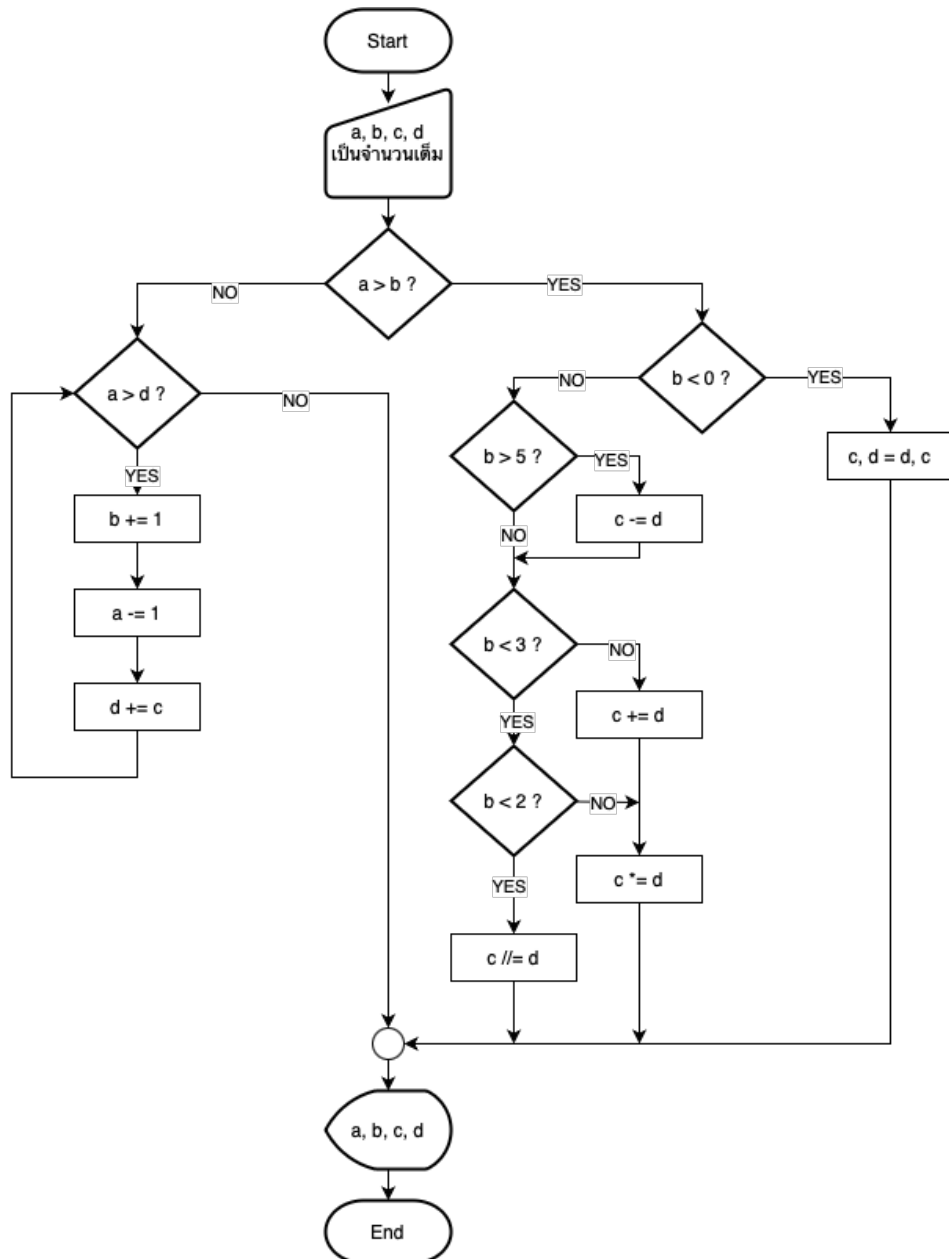 Start
a, b, c, d
เป็นจำนวนเต็ม
a > b ?
NO
YES
a > d ?
NO
YES
b += 1
a -= 1
d += c
b < 0 ?
NO
YES
c, d = d, c
b > 5 ?
YES
NO
c -= d
b < 3 ?
NO
YES
c += d
b < 2 ?
NO
YES
c *= d
c //= d
a, b, c, d
End